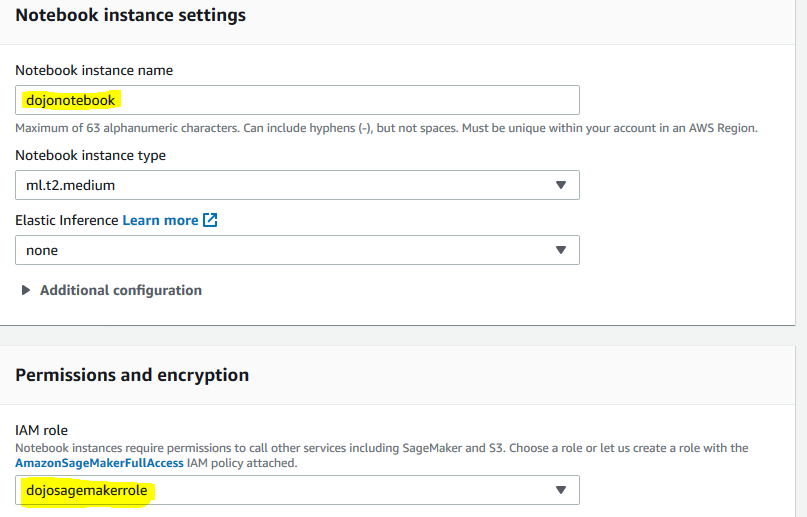 Notebook instance settings
Notebook instance name
dojonotebook
Maximum of 63 alphanumeric characters. Can include hyphens (-), but not spaces. Must be unique within your account in an AWS Region.
Notebook instance type
ml.t2.medium
Elastic Inference Learn more
none
Additional configuration
Permissions and encryption
IAM role
Notebook instances require permissions to call other services including SageMaker and S3. Choose a role or let us create a role with the
AmazonSageMakerFullAccess IAM policy attached.
dojosagemakerrole